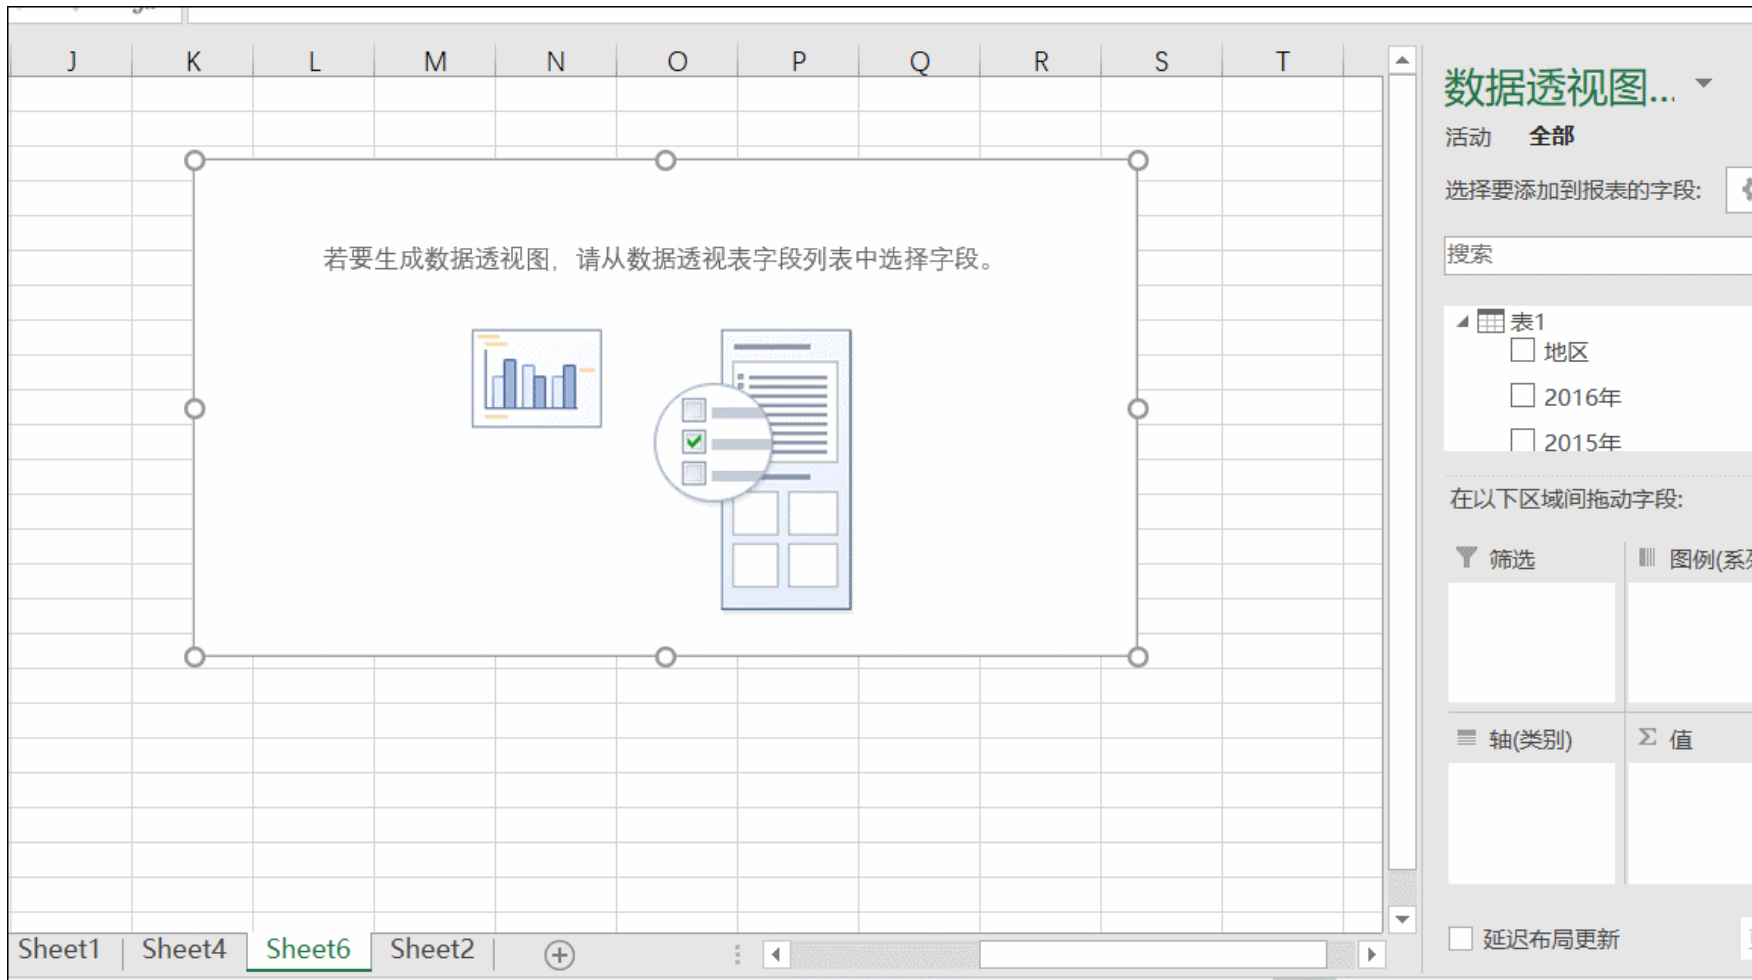 J K L M N O P Q R S T
数据透视图...
活动 全部
选择要添加到报表的字段:
搜索
若要生成数据透视图，请从数据透视表字段列表中选择字段。
表1
地区
2016年
2015年
在以下区域间拖动字段:
筛选
图例(系
轴(类别)
Σ 值
延迟布局更新
Sheet1 Sheet4 Sheet6 Sheet2